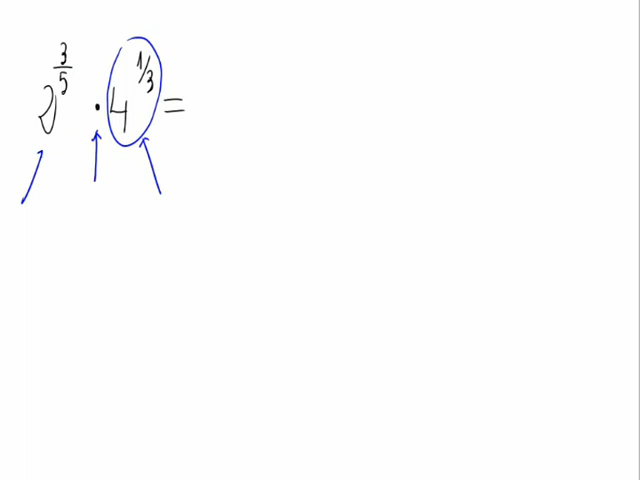 2^{3/5} · 4^{1/3} =